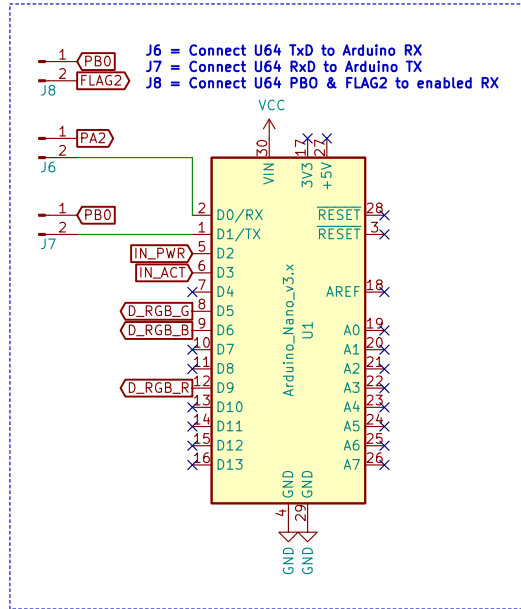 J6 = Connect U64 TxD to Arduino RX
J7 = Connect U64 RxD to Arduino TX
J8 = Connect U64 PB0 & FLAG2 to enabled RX
1 PB0
2 FLAG2
J8
VCC
1 PA2
2
J6
30 17 27
VIN 3V3 +5V
1 PB0
2
J7
2 D0/RX RESET 28
1 D1/TX RESET 3
IN_PWR 5 D2
IN_ACT 6 D3
7 D4 AREF 18
D_RGB_G 8 D5
D_RGB_B 9 D6 A0 19
10 D7 A1 20
11 D8 A2 21
D_RGB_R 12 D9 A3 22
13 D10 A4 23
14 D11 A5 24
15 D12 A6 25
16 D13 A7 26
Arduino_Nano_v3.x
U1
GND GND
4 29
GND GND